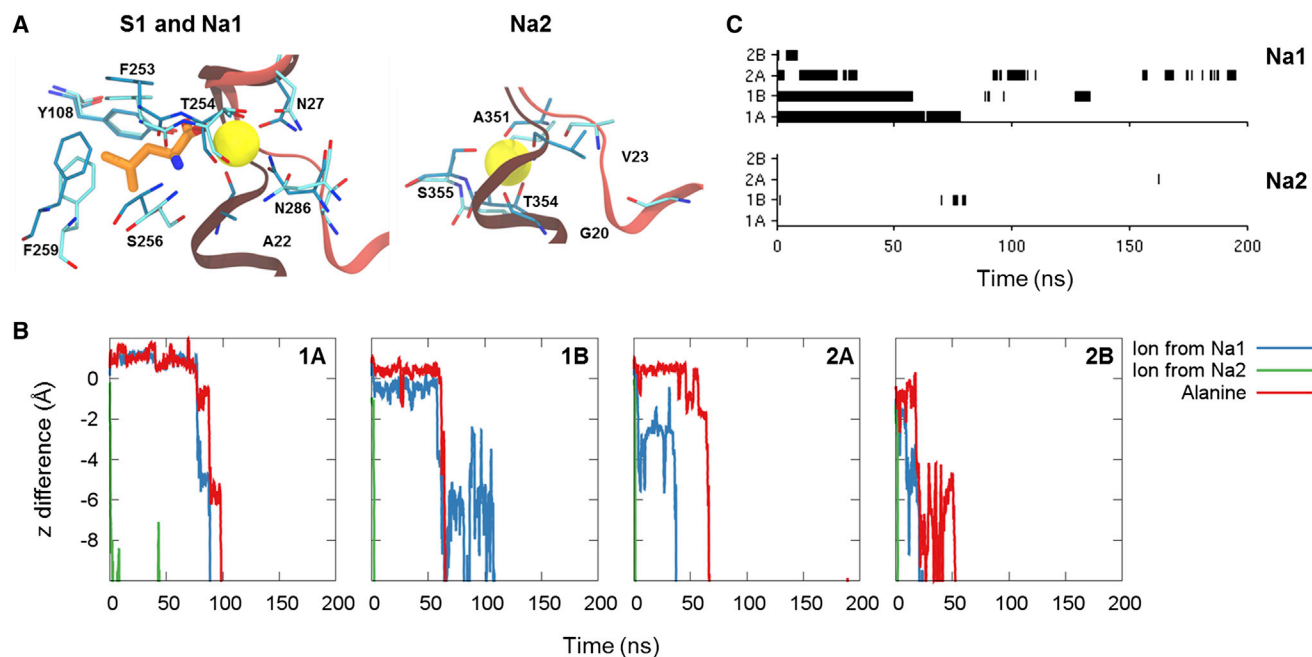 A
S1 and Na1
Na2
F253
Y108
T254
N27
N286
S256
A22
F259
A351
V23
S355
T354
G20
C
2B
2A
1B
1A
Na1
2B
2A
1B
1A
Na2
0 50 100 150 200
Time (ns)
B
1A
1B
2A
2B
Ion from Na1
Ion from Na2
Alanine
z difference (Å)
0
-2
-4
-6
-8
0 50 100 150 200
0 50 100 150 200
0 50 100 150 200
0 50 100 150 200
Time (ns)